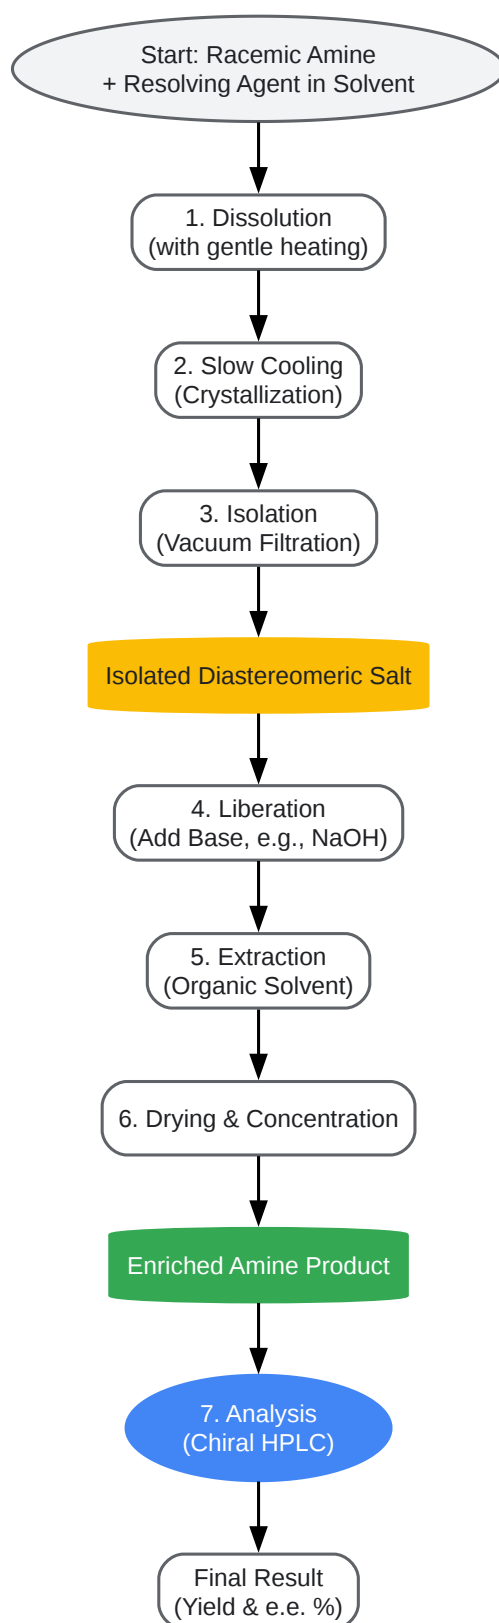 Start: Racemic Amine
+ Resolving Agent in Solvent
1. Dissolution
(with gentle heating)
2. Slow Cooling
(Crystallization)
3. Isolation
(Vacuum Filtration)
Isolated Diastereomeric Salt
4. Liberation
(Add Base, e.g., NaOH)
5. Extraction
(Organic Solvent)
6. Drying & Concentration
Enriched Amine Product
7. Analysis
(Chiral HPLC)
Final Result
(Yield & e.e. %)